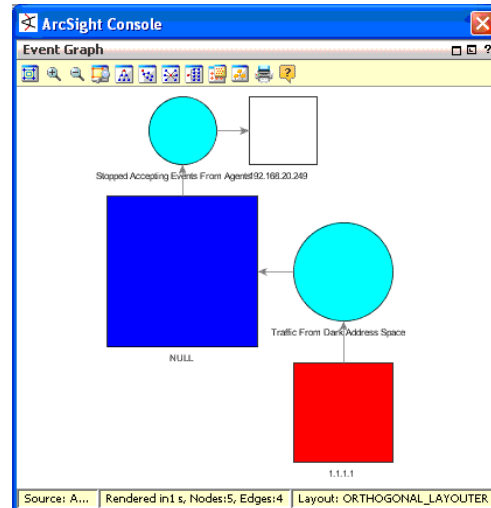 ArcSight Console
Event Graph
Stopped Accepting Events From Agents
192.168.20.249
Traffic From Dark Address Space
NULL
1.1.1.1
Source: A...
Rendered in1 s, Nodes:5, Edges:4
Layout: ORTHOGONAL_LAYOUTER